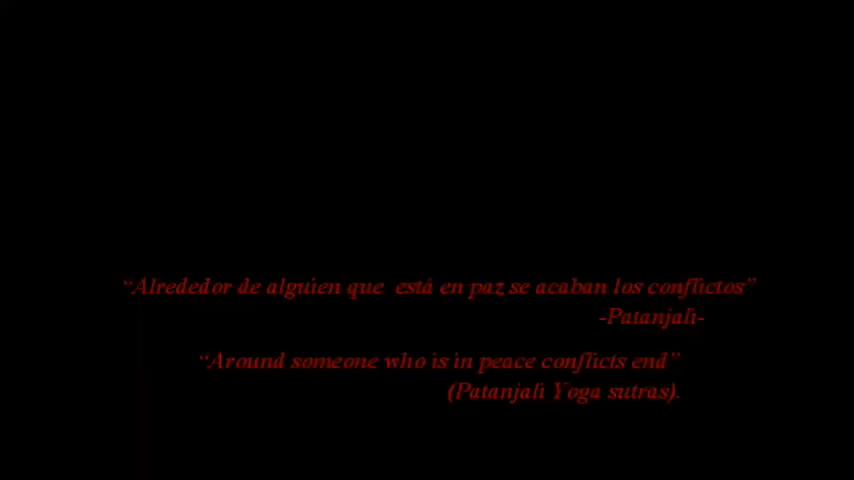 “Alrededor de alguien que está en paz se acaban los conflictos”
-Patanjali-
“Around someone who is in peace conflicts end”
(Patanjali Yoga sutras).